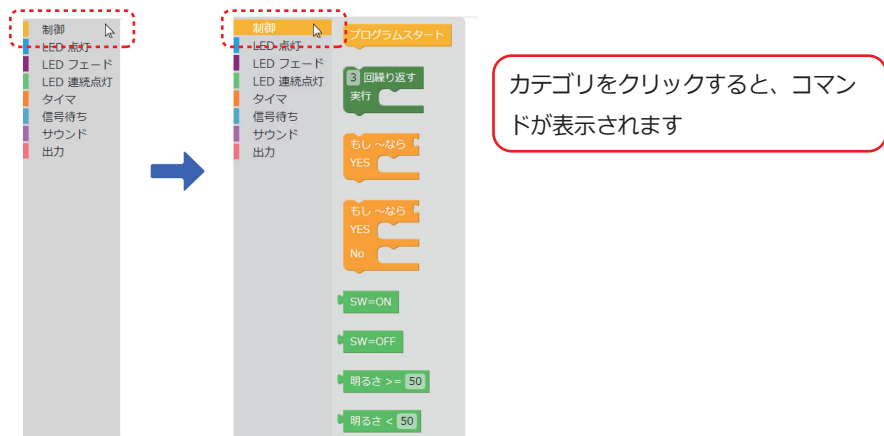 制御
LED 点灯
LED フェード
LED 連続点灯
タイマ
信号待ち
サウンド
出力
制御
LED 点灯
LED フェード
LED 連続点灯
タイマ
信号待ち
サウンド
出力
プログラムスタート
3 回繰り返す
実行
もし ～なら
YES
もし ～なら
YES
No
SW=ON
SW=OFF
明るさ >= 50
明るさ < 50
カテゴリをクリックすると、コマン
ドが表示されます